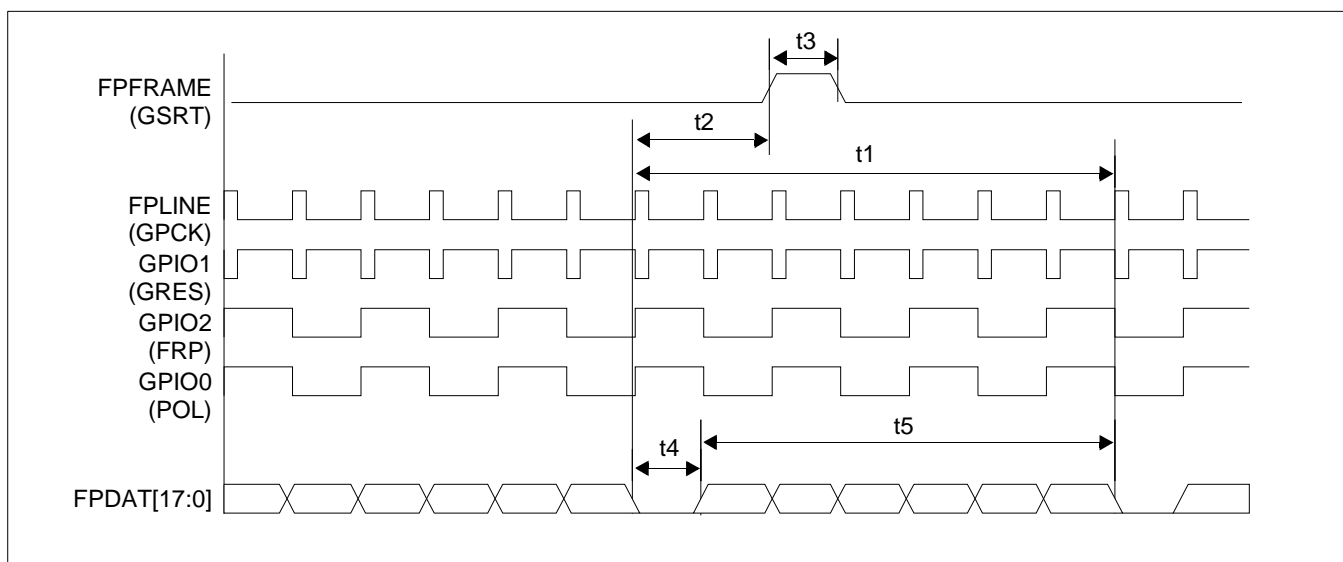 t3
FPFRAME
(GSRT)
t2
t1
FPLINE
(GPCK)
GPIO1
(GRES)
GPIO2
(FRP)
GPIO0
(POL)
t5
t4
FPDAT[17:0]